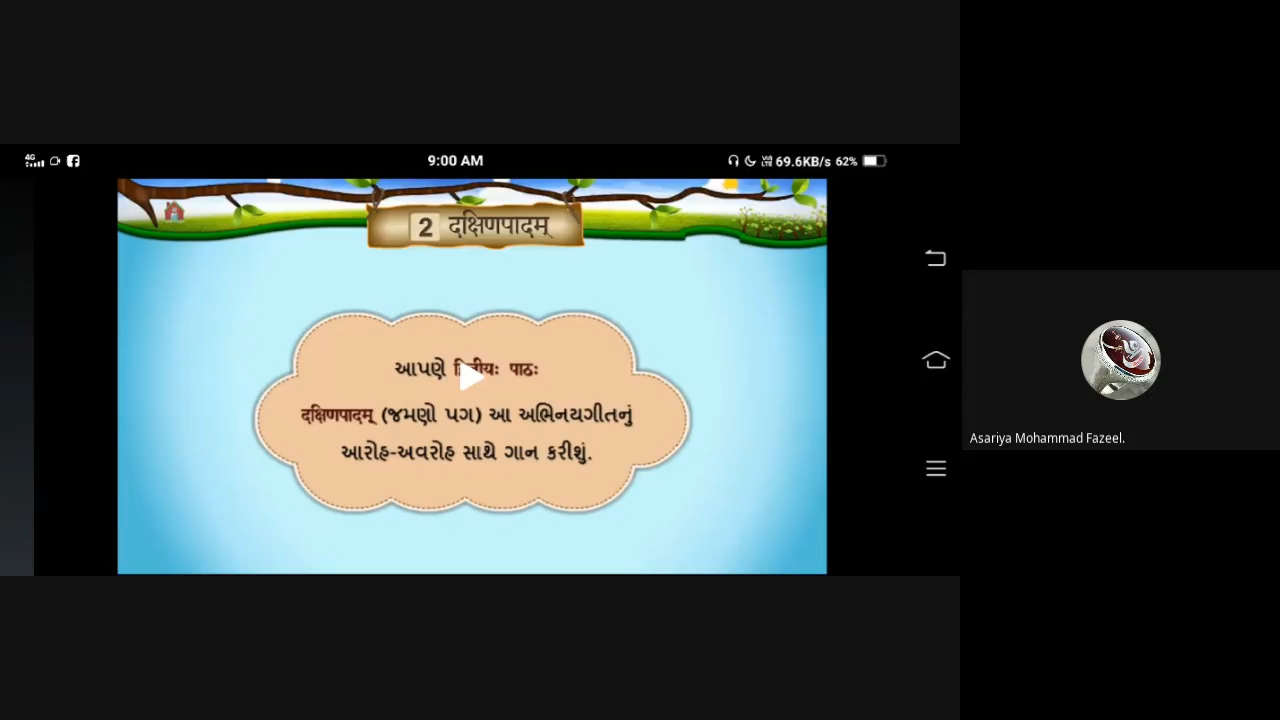 4G 9:00 AM 69.6KB/s 62%
2 दक्षिणपादम्
આપણે द्वितीयः पाठः
दक्षिणपादम् (જમણો પગ) આ અભિનયગીતનું
આરોહ-અવરોહ સાથે ગાન કરીશું.
Asariya Mohammad Fazeel.